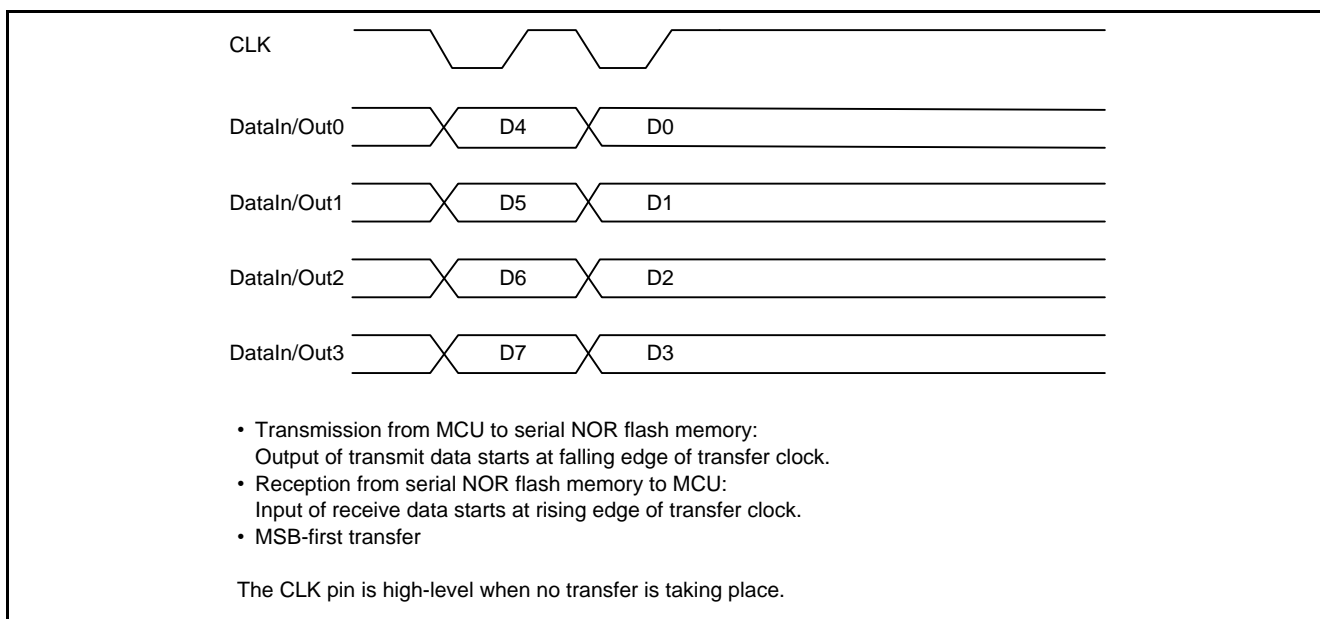 CLK
DataIn/Out0 D4 D0
DataIn/Out1 D5 D1
DataIn/Out2 D6 D2
DataIn/Out3 D7 D3
• Transmission from MCU to serial NOR flash memory:
Output of transmit data starts at falling edge of transfer clock.
• Reception from serial NOR flash memory to MCU:
Input of receive data starts at rising edge of transfer clock.
• MSB-first transfer
The CLK pin is high-level when no transfer is taking place.